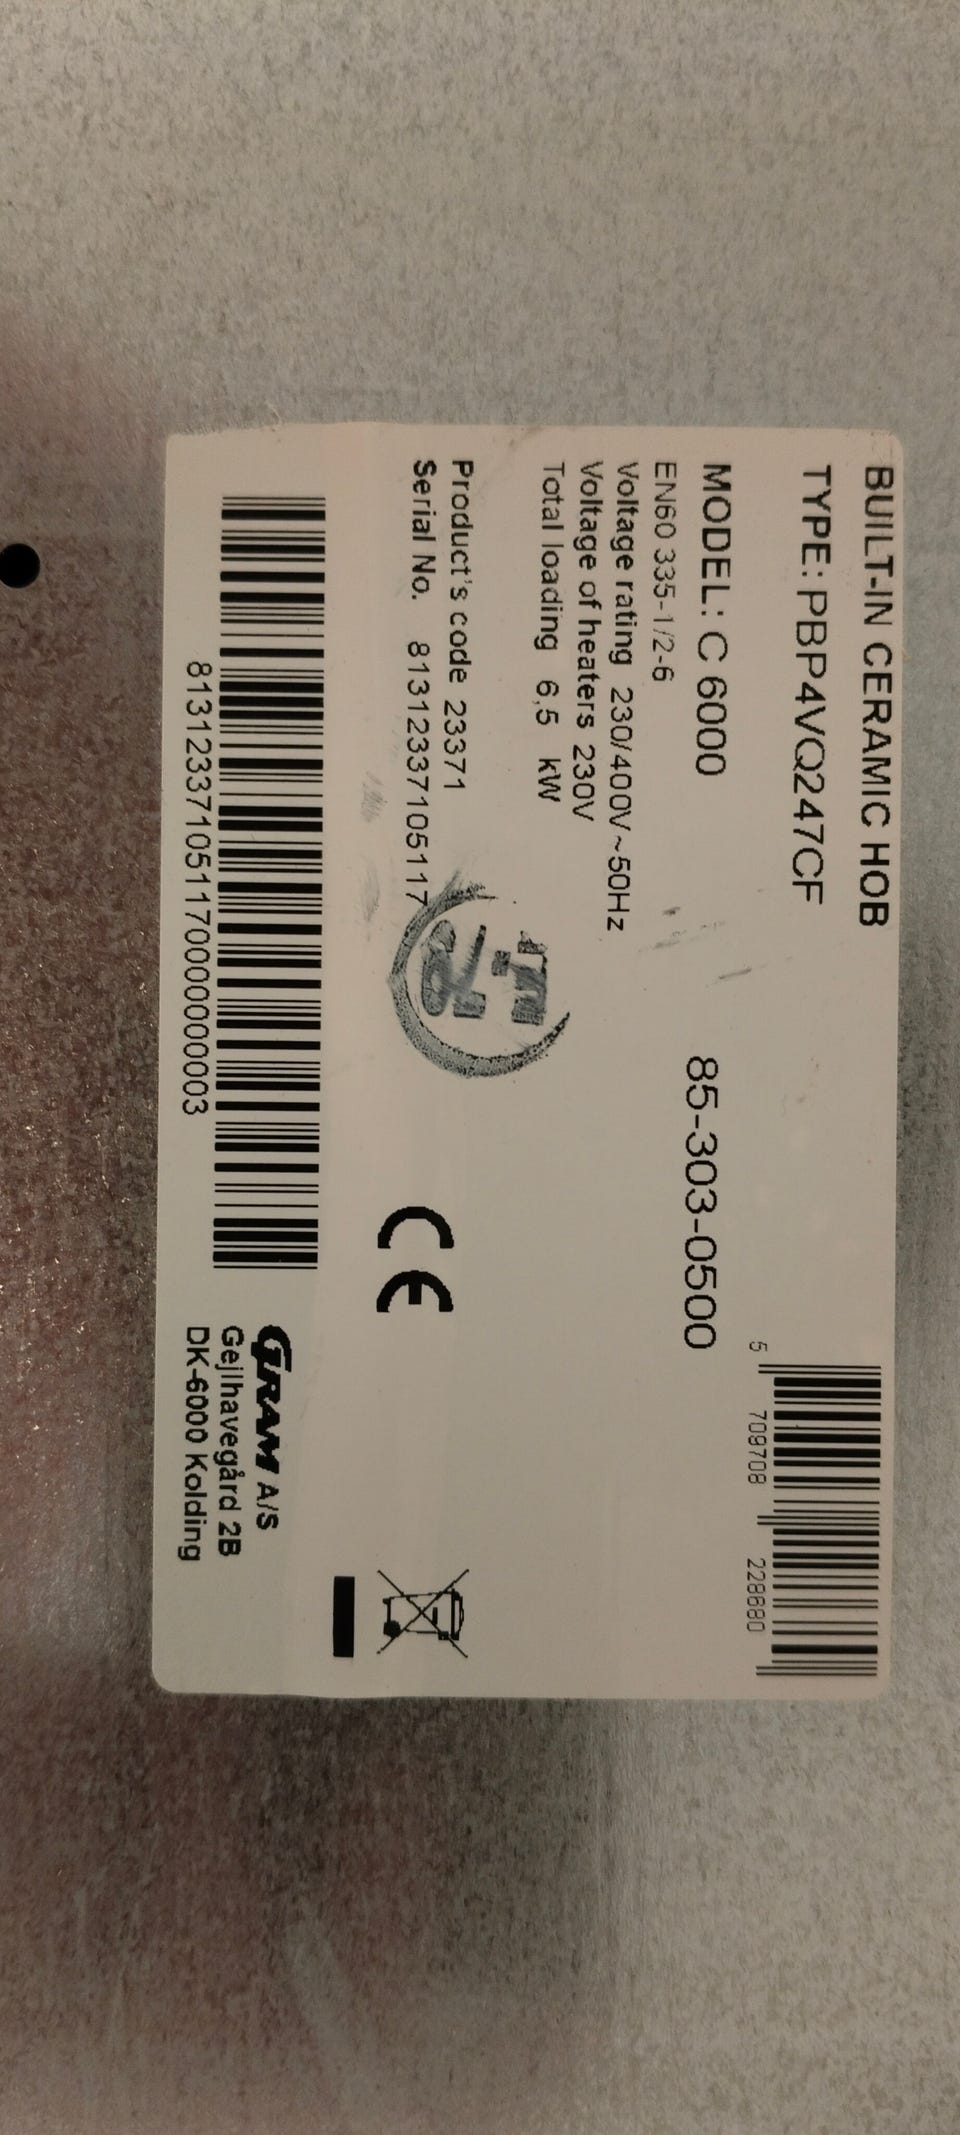 BUILT-IN CERAMIC HOB
TYPE: PBP4VQ247CF
5 708708 228680
MODEL: C 6000
85-303-0500
EN60 335-1/2-6
Voltage rating 230/400V~50Hz
Voltage of heaters 230V
Total loading 6,5 kW
Product's code 23371
Serial No. 81312337105117
CE
8131233710511700000000003
GRAM A/S
Gejlhavegård 2B
DK-6000 Kolding